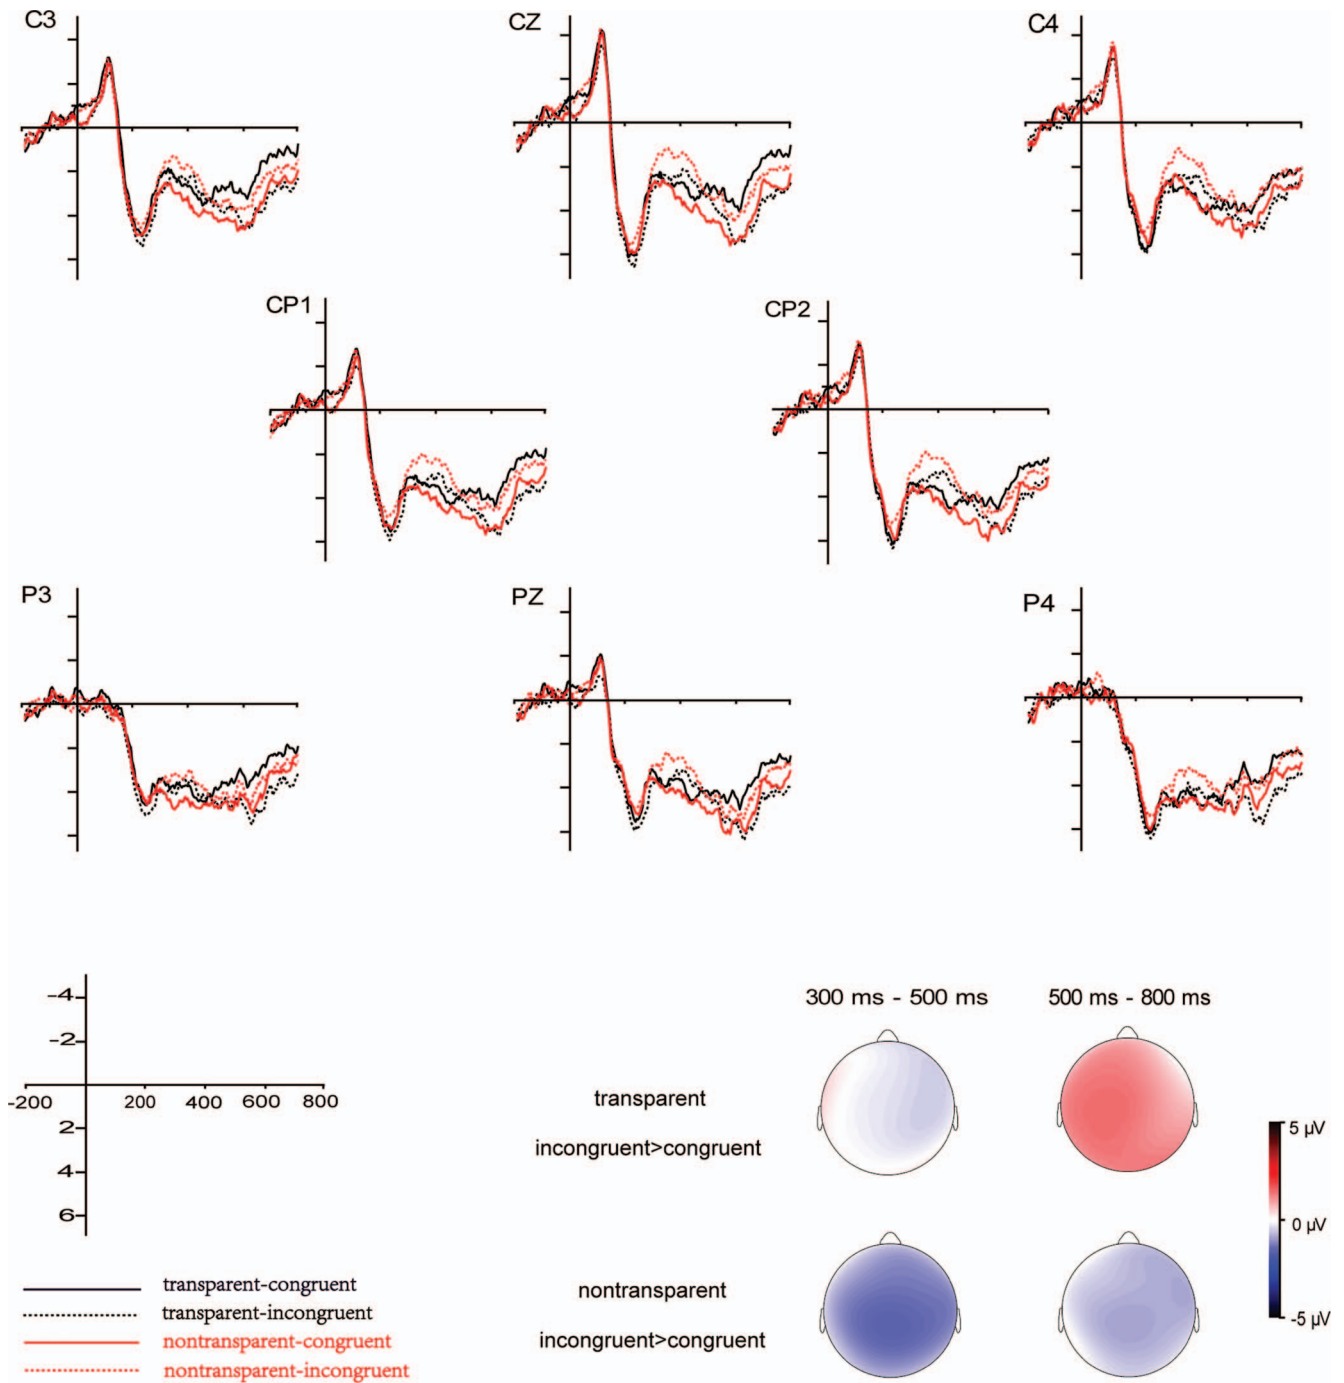 C3
CZ
C4
CP1
CP2
P3
PZ
P4
-4
-2
-200 200 400 600 800
2
4
6
300 ms - 500 ms
500 ms - 800 ms
transparent
incongruent>congruent
nontransparent
incongruent>congruent
5 µV
0 µV
-5 µV
transparent-congruent
transparent-incongruent
nontransparent-congruent
nontransparent-incongruent